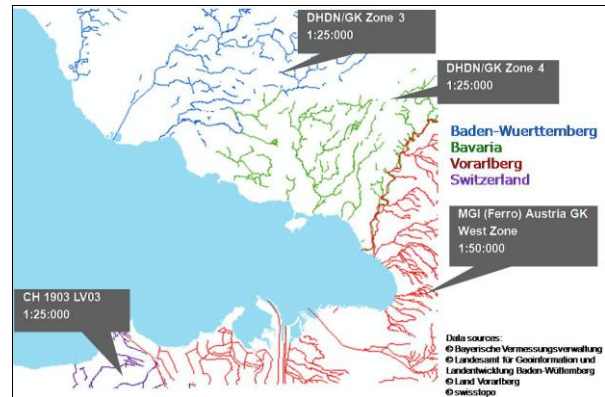 DHDN/GK Zone 3
1:25:000
DHDN/GK Zone 4
1:25:000
Baden-Wuerttemberg
Bavaria
Vorarlberg
Switzerland
MGI (Ferro) Austria GK
West Zone
1:50:000
CH 1903 LV03
1:25:000
Data sources:
© Bayerische Vermessungsverwaltung
© Landesamt für Geoinformation und
Landentwicklung Baden-Wüttemberg
© Land Vorarlberg
© swisstopo